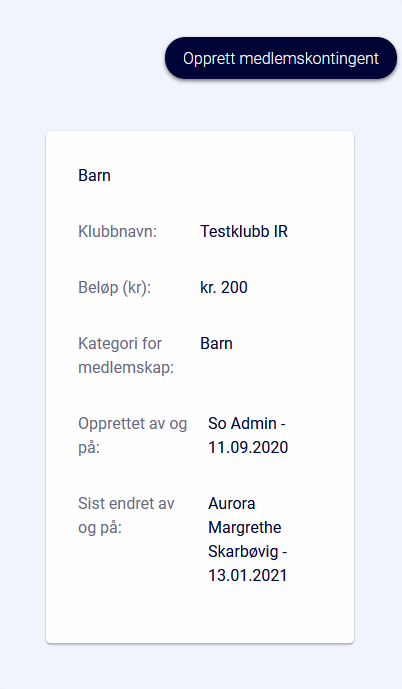 Opprett medlemskontingent
Barn
Klubbnavn: Testklubb IR
Beløp (kr): kr. 200
Kategori for Barn
medlemskap:
Opprettet av og So Admin -
på: 11.09.2020
Sist endret av Aurora
og på: Margrethe
Skarbøvig -
13.01.2021